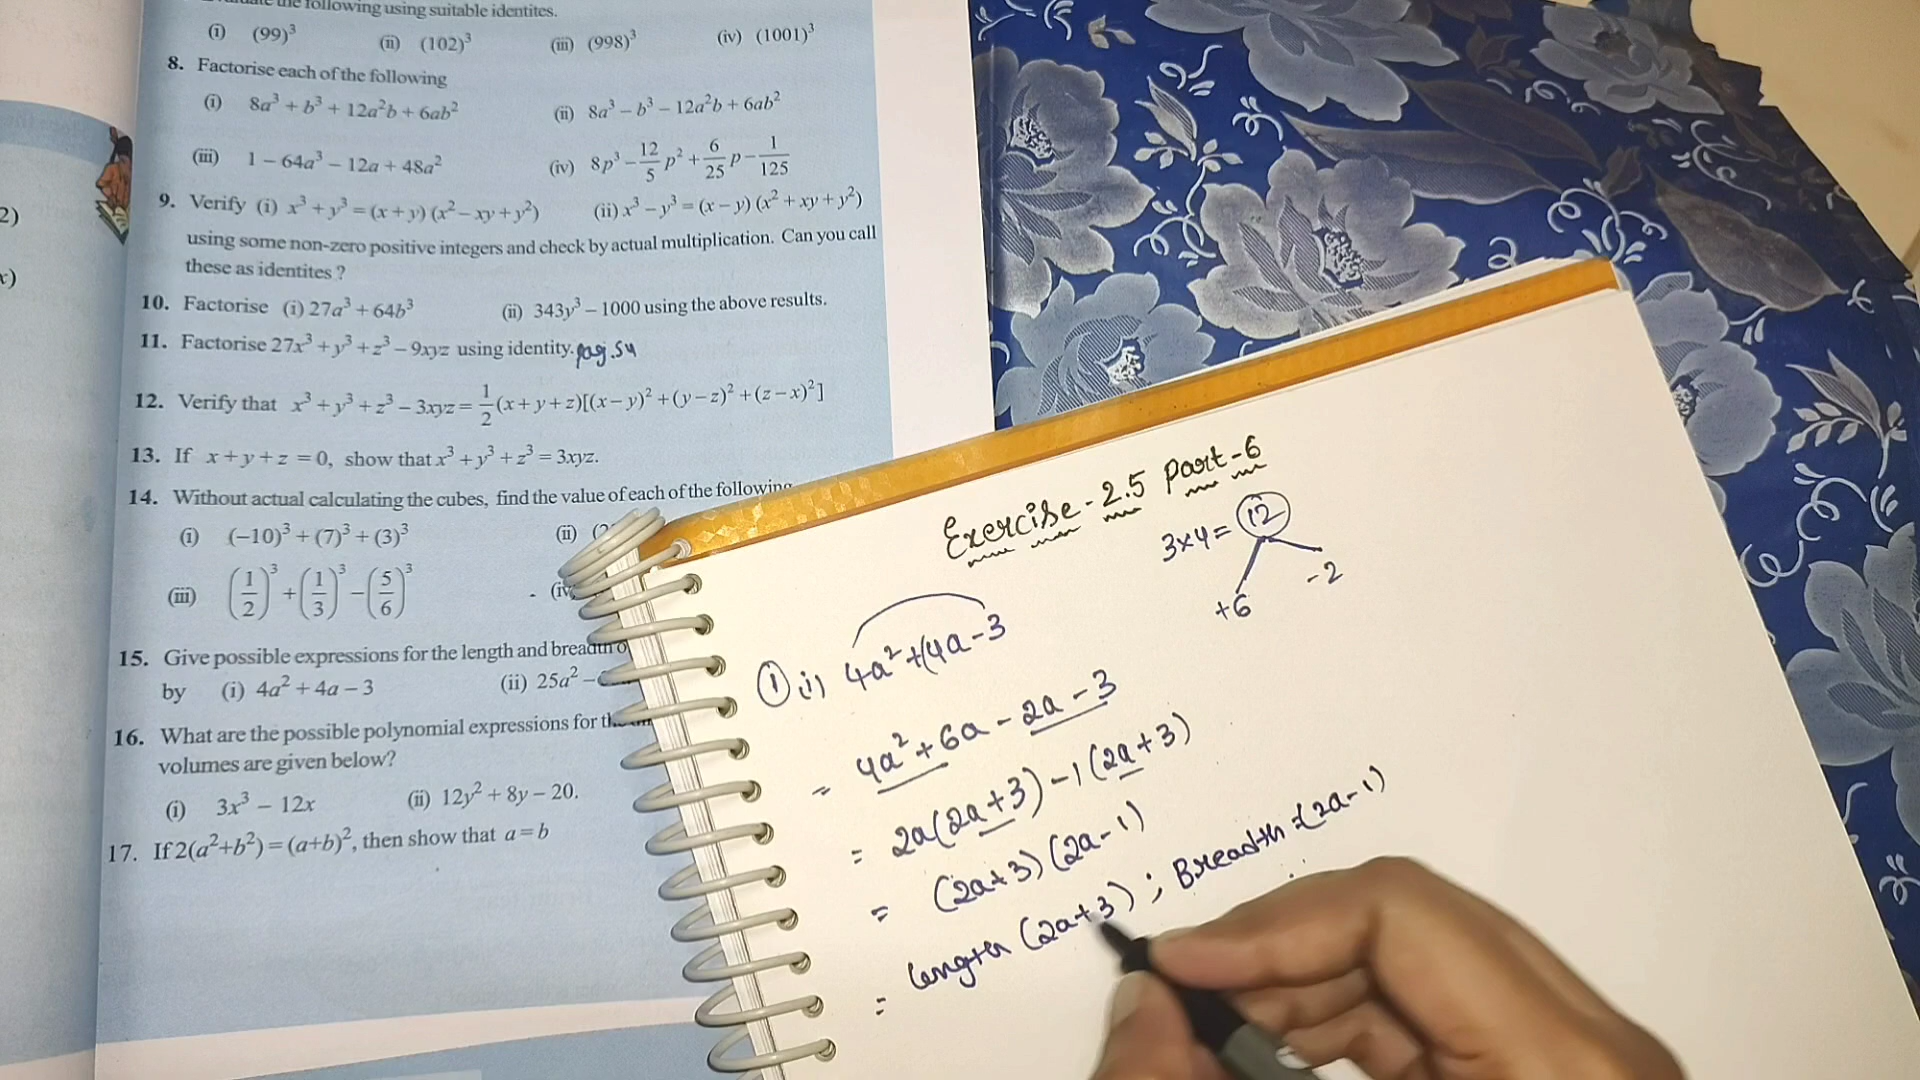 the following using suitable identites.
(i) (99)³ (ii) (102)³ (iii) (998)³ (iv) (1001)³
8. Factorise each of the following
(i) 8a³ + b³ + 12a²b + 6ab² (ii) 8a³ – b³ – 12a²b + 6ab²
(iii) 1 – 64a³ – 12a + 48a² (iv) 8p³ – 12/5 p² + 6/25 p – 1/125
9. Verify (i) x³ + y³ = (x + y) (x² – xy + y²) (ii) x³ – y³ = (x – y) (x² + xy + y²)
using some non-zero positive integers and check by actual multiplication. Can you call
these as identites ?
10. Factorise (i) 27a³ + 64b³ (ii) 343y³ – 1000 using the above results.
11. Factorise 27x³ + y³ + z³ – 9xyz using identity. pag.54
12. Verify that x³ + y³ + z³ – 3xyz = 1/2 (x + y + z)[(x – y)² + (y – z)² + (z – x)²]
13. If x + y + z = 0, show that x³ + y³ + z³ = 3xyz.
14. Without actual calculating the cubes, find the value of each of the following
(i) (–10)³ + (7)³ + (3)³ (ii)
(iii) (1/2)³ + (1/3)³ – (5/6)³ (iv)
15. Give possible expressions for the length and breadth o
by (i) 4a² + 4a – 3 (ii) 25a² –
16. What are the possible polynomial expressions for the
volumes are given below?
(i) 3x³ – 12x (ii) 12y² + 8y – 20.
17. If 2(a²+b²) = (a+b)², then show that a = b
2)
x)
Exercise - 2.5 Part-6
3×4 = 12
+6 -2
① i) 4a²+(4a-3
= 4a²+6a-2a-3
= 2a(2a+3)-1(2a+3)
= (2a+3)(2a-1)
= length (2a+3) ; Breadth=(2a-1)